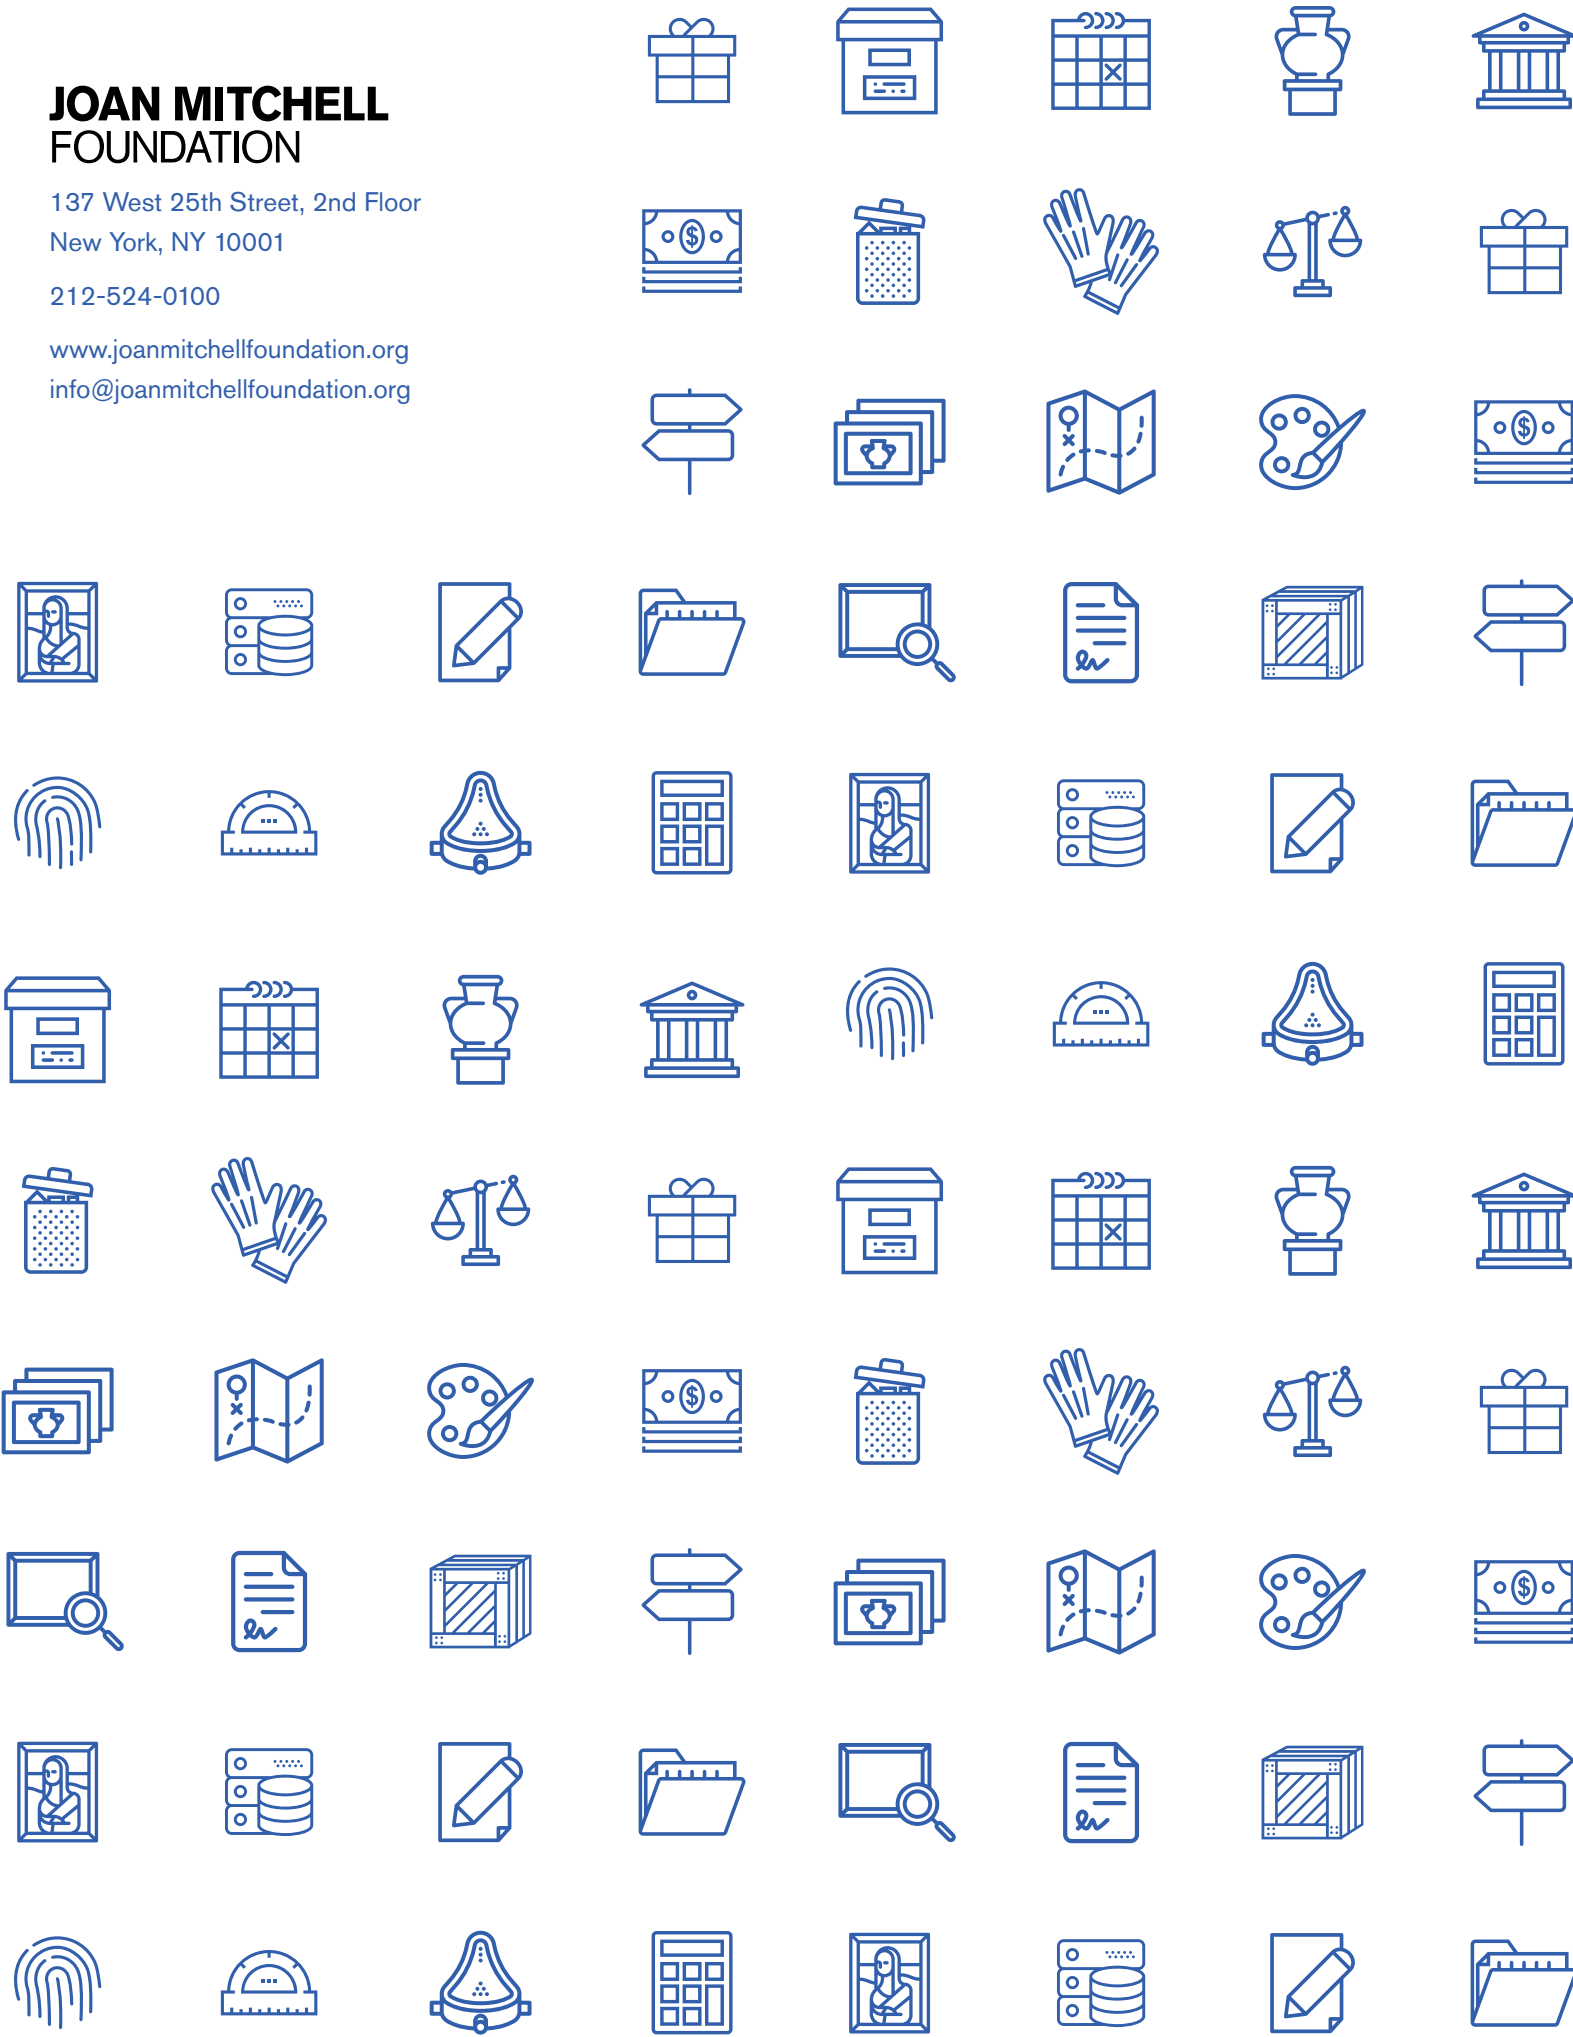 JOAN MITCHELL
FOUNDATION
137 West 25th Street, 2nd Floor
New York, NY 10001
212-524-0100
www.joanmitchellfoundation.org
info@joanmitchellfoundation.org